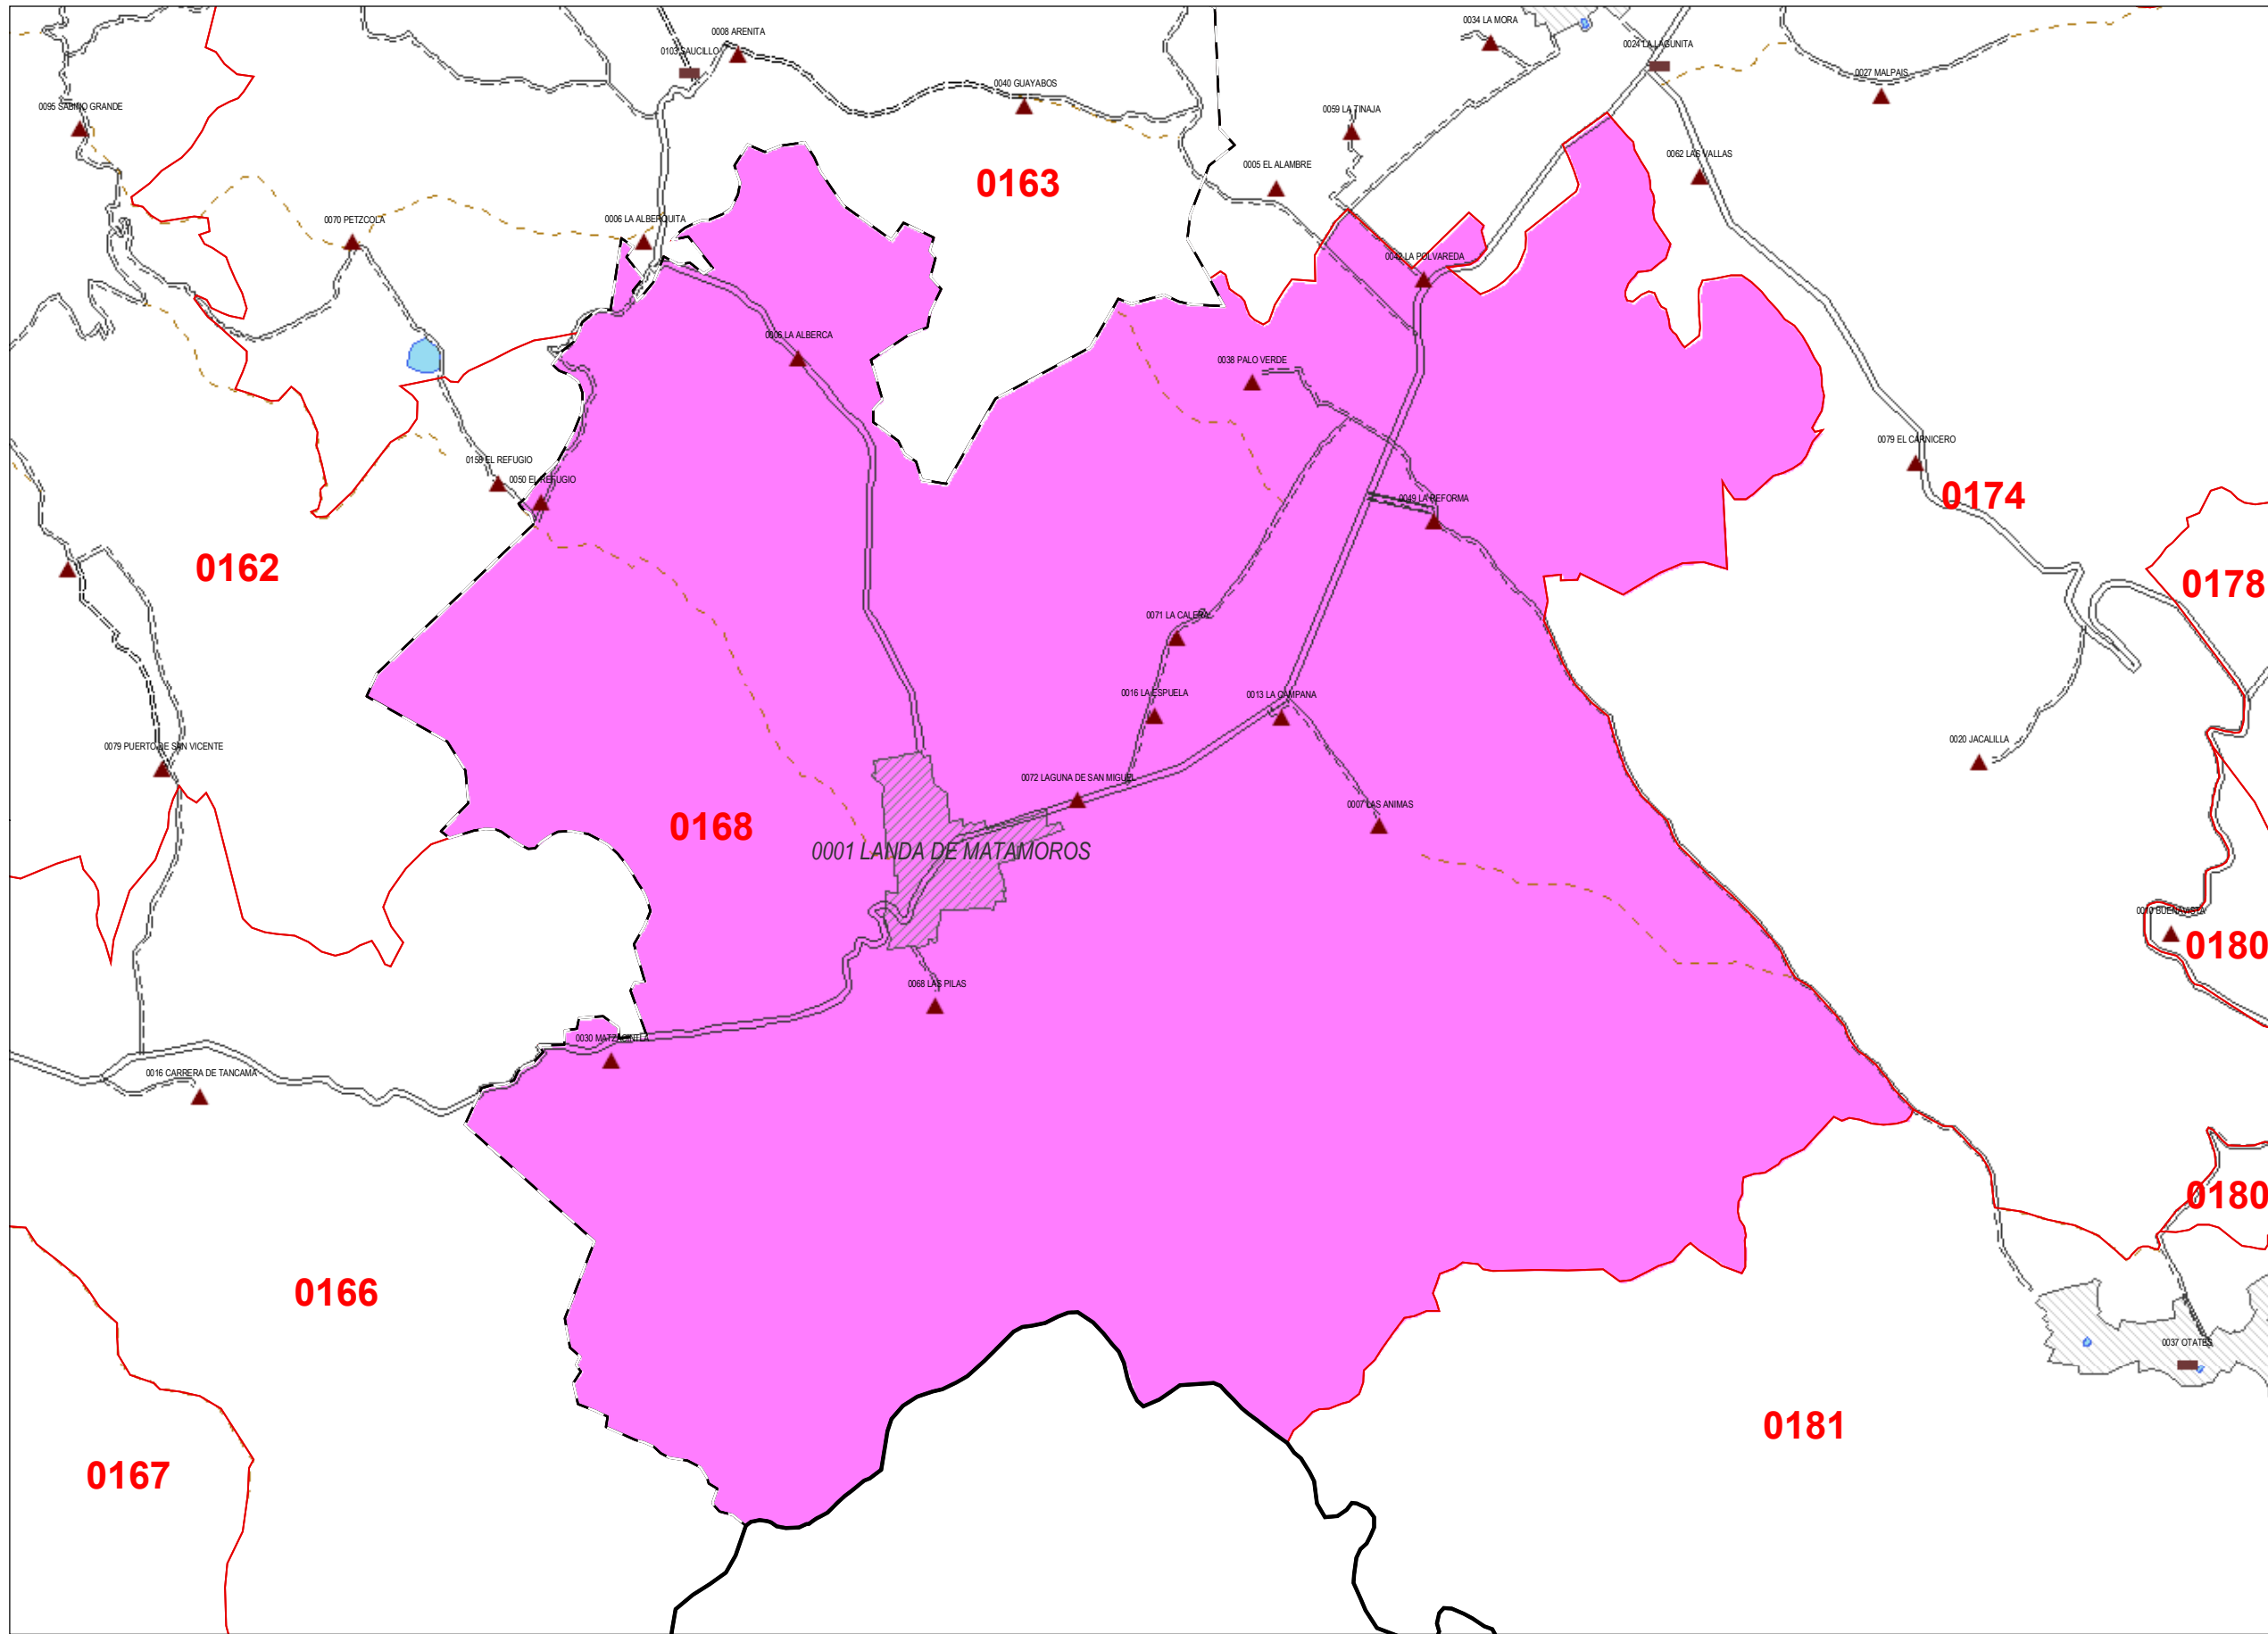 0034 LA MORA
0008 ARENITA
0103 SAUCILLO
0024 LA LAGUNITA
0027 MALPAIS
0040 GUAYABOS
0095 SABINO GRANDE
0059 LA TINAJA
0062 LAS VALLAS
0005 EL ALAMBRE
0163
0070 PETZCOLA
0006 LA ALBERQUITA
0042 LA POLVAREDA
0006 LA ALBERCA
0038 PALO VERDE
0079 EL CARNICERO
0158 EL REFUGIO
0050 EL REFUGIO
0049 LA REFORMA
0174
0162
0178
0071 LA CALERA
0016 LA ESPUELA
0013 LA CAMPANA
0079 PUERTO DE SAN VICENTE
0020 JACALILLA
0072 LAGUNA DE SAN MIGUEL
0007 LAS ANIMAS
0168
0001 LANDA DE MATAMOROS
0010 BUENAVISTA
0180
0068 LAS PILAS
0030 MATZACINTLA
0016 CARRERA DE TANCAMA
0180
0166
0037 OTATES
0181
0167